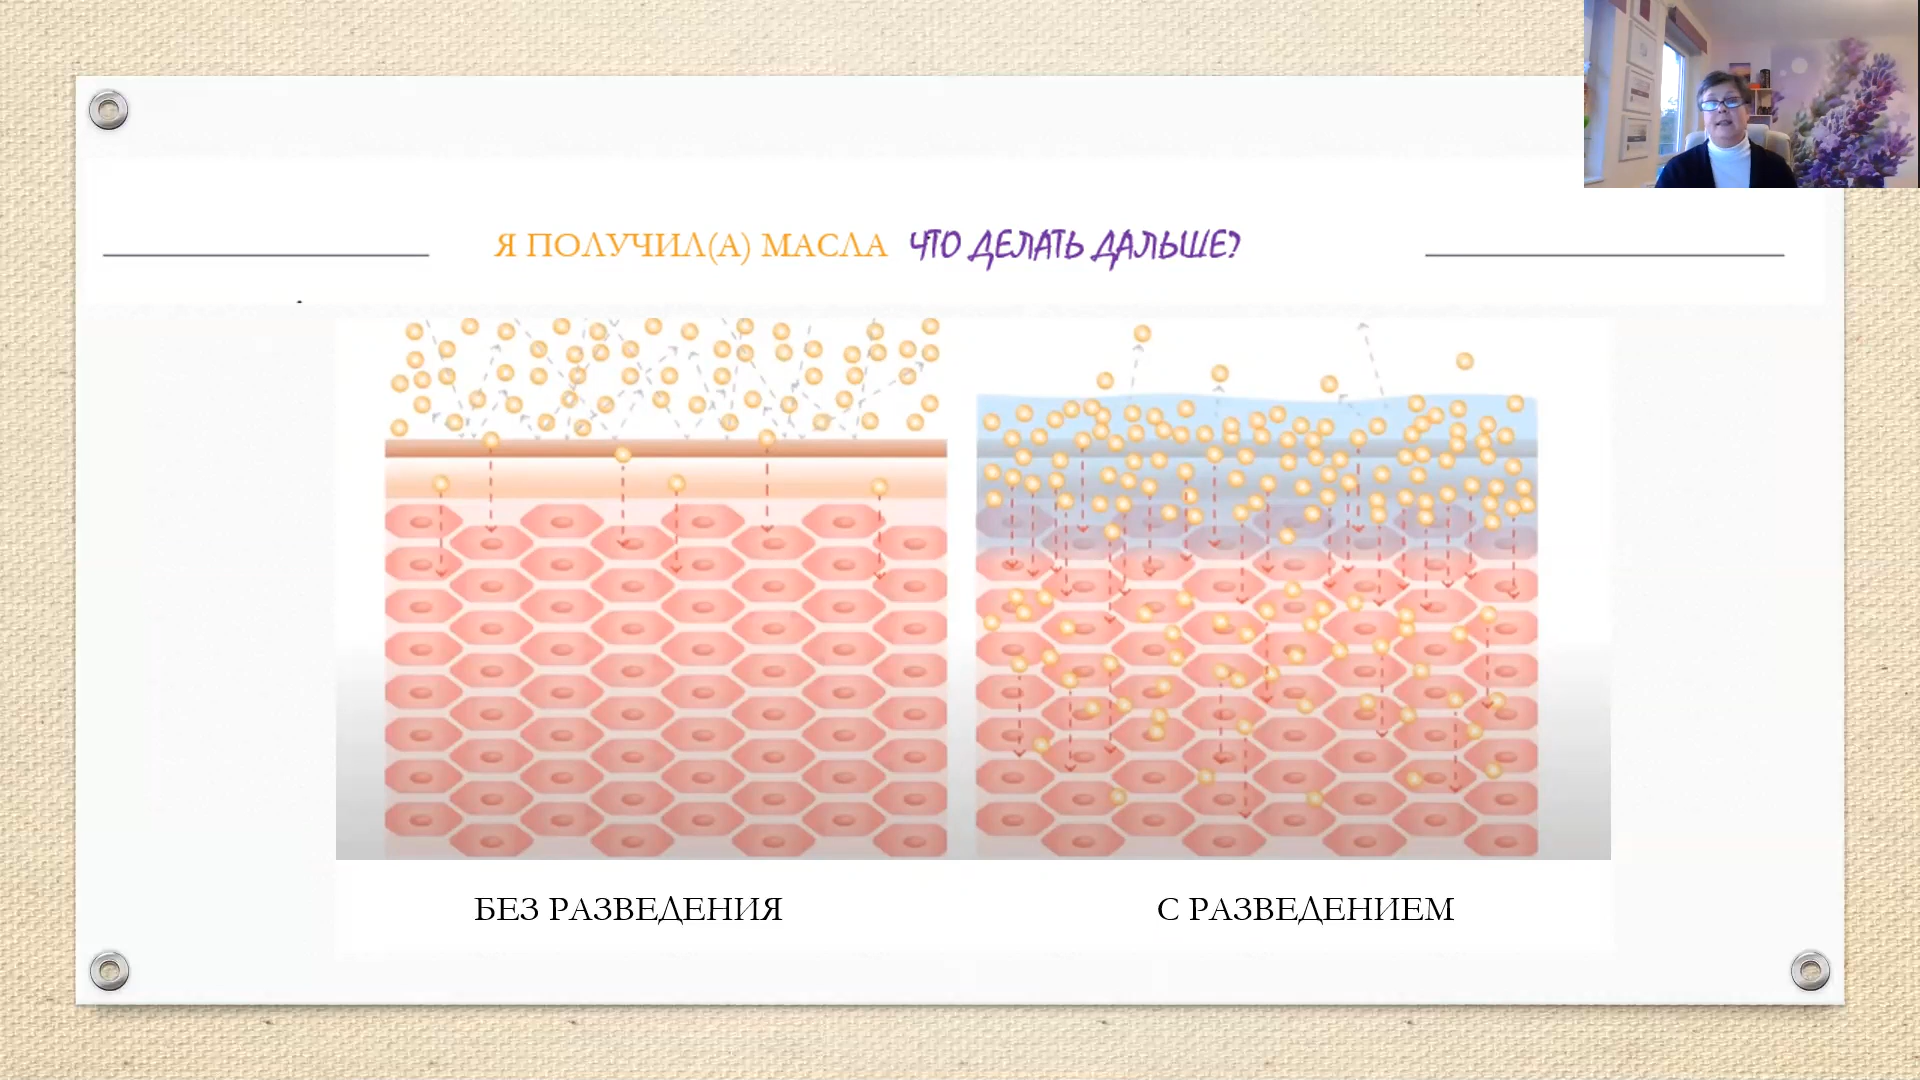 Я ПОЛУЧИЛ(А) МАСЛА ЧТО ДЕЛАТЬ ДАЛЬШЕ?
БЕЗ РАЗВЕДЕНИЯ
С РАЗВЕДЕНИЕМ